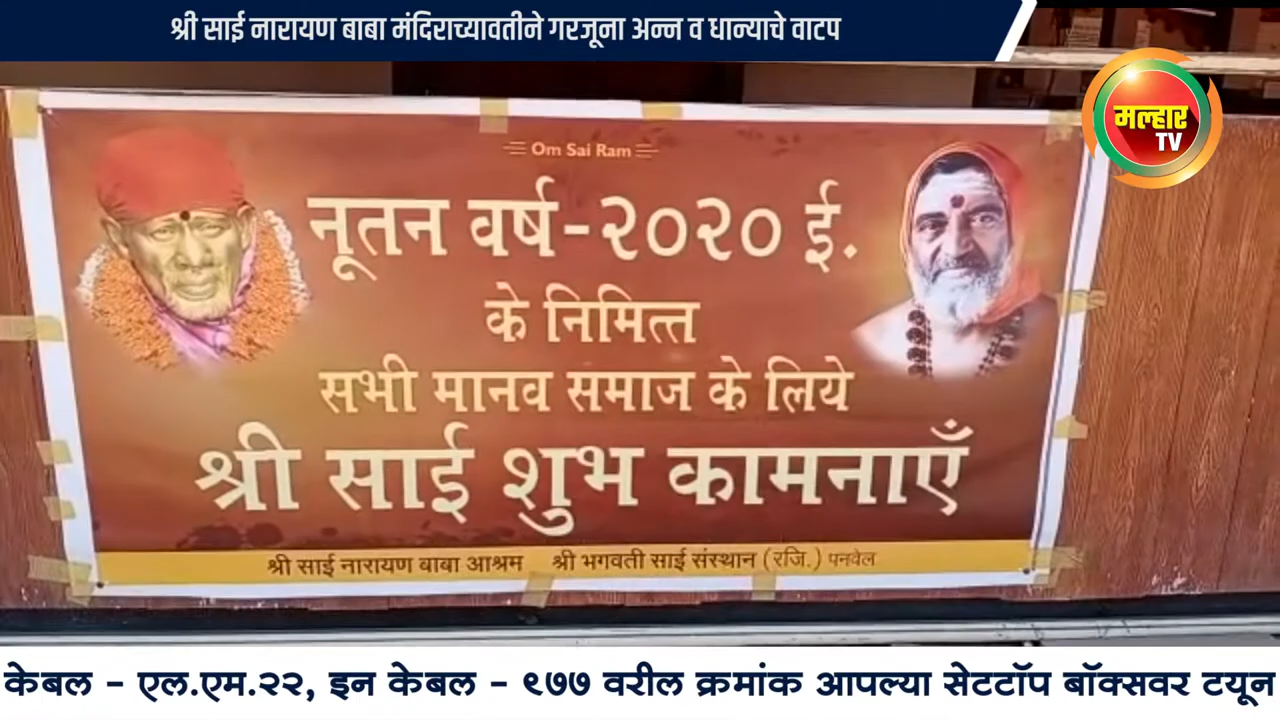 श्री साई नारायण बाबा मंदिराच्यावतीने गरजूना अन्न व धान्याचे वाटप
मल्हार
TV
Om Sai Ram
नूतन वर्ष-२०२० ई.
के निमित्त
सभी मानव समाज के लिये
श्री साई शुभ कामनाएँ
श्री साई नारायण बाबा आश्रम श्री भगवती साई संस्थान (रजि.) पनवेल
केबल - एल.एम.२२, इन केबल - ९७७ वरील क्रमांक आपल्या सेटटॉप बॉक्सवर टयून